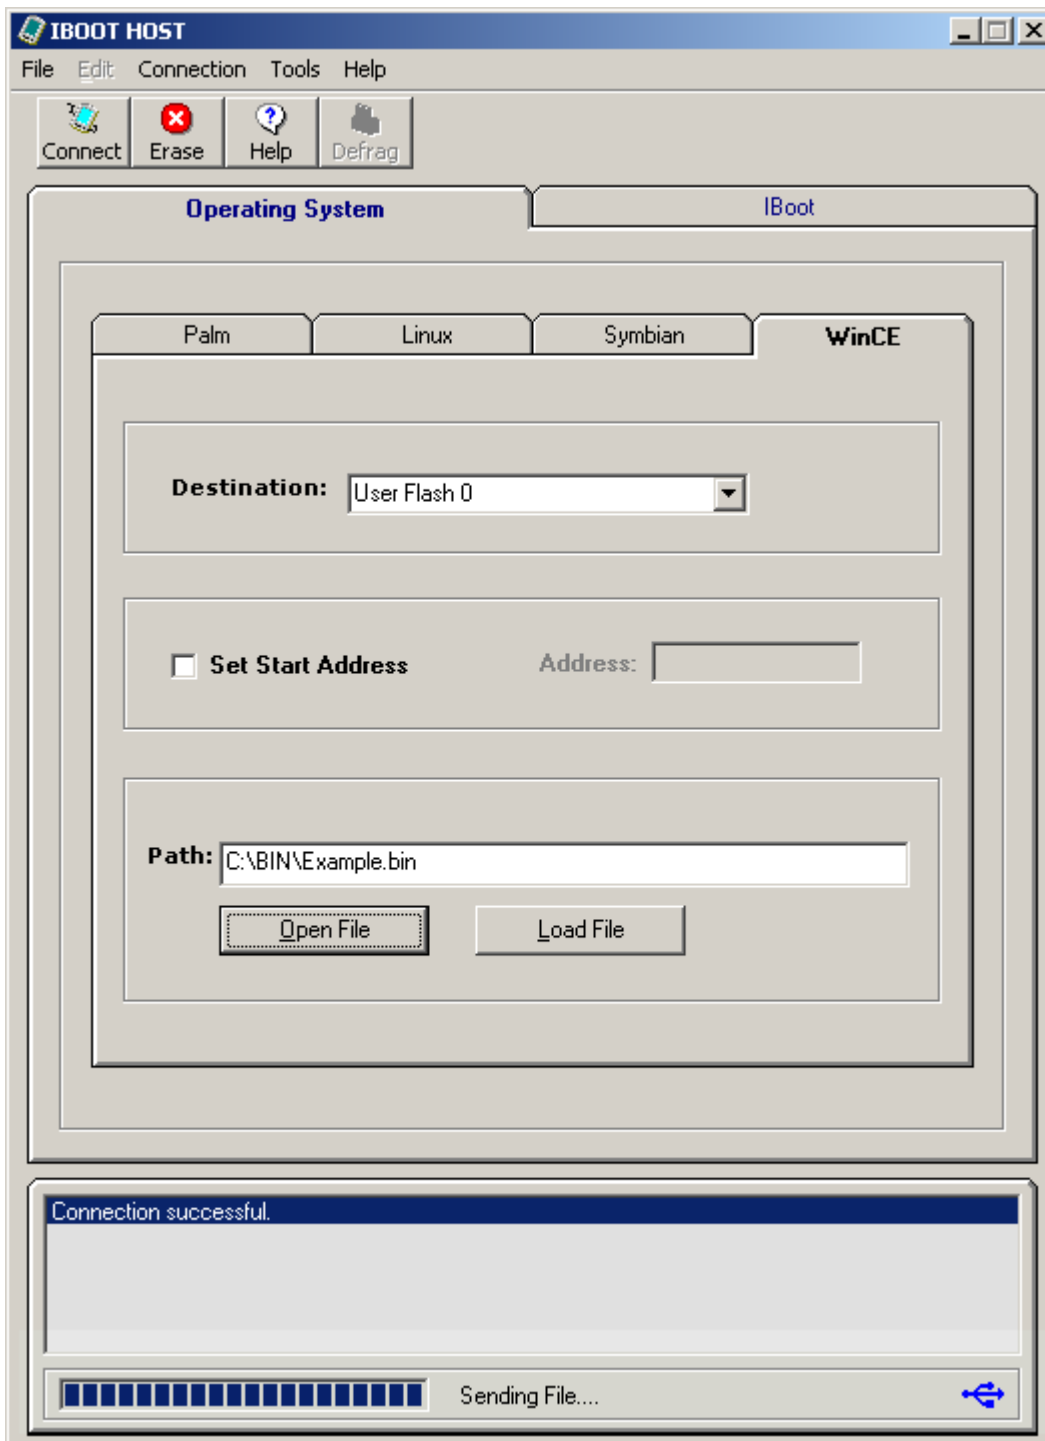 IBOOT HOST
File Edit Connection Tools Help
Connect Erase Help Defrag
Operating System IBoot
Palm Linux Symbian WinCE
Destination: User Flash 0
Set Start Address Address:
Path: C:\BIN\Example.bin
Open File Load File
Connection successful.
Sending File....